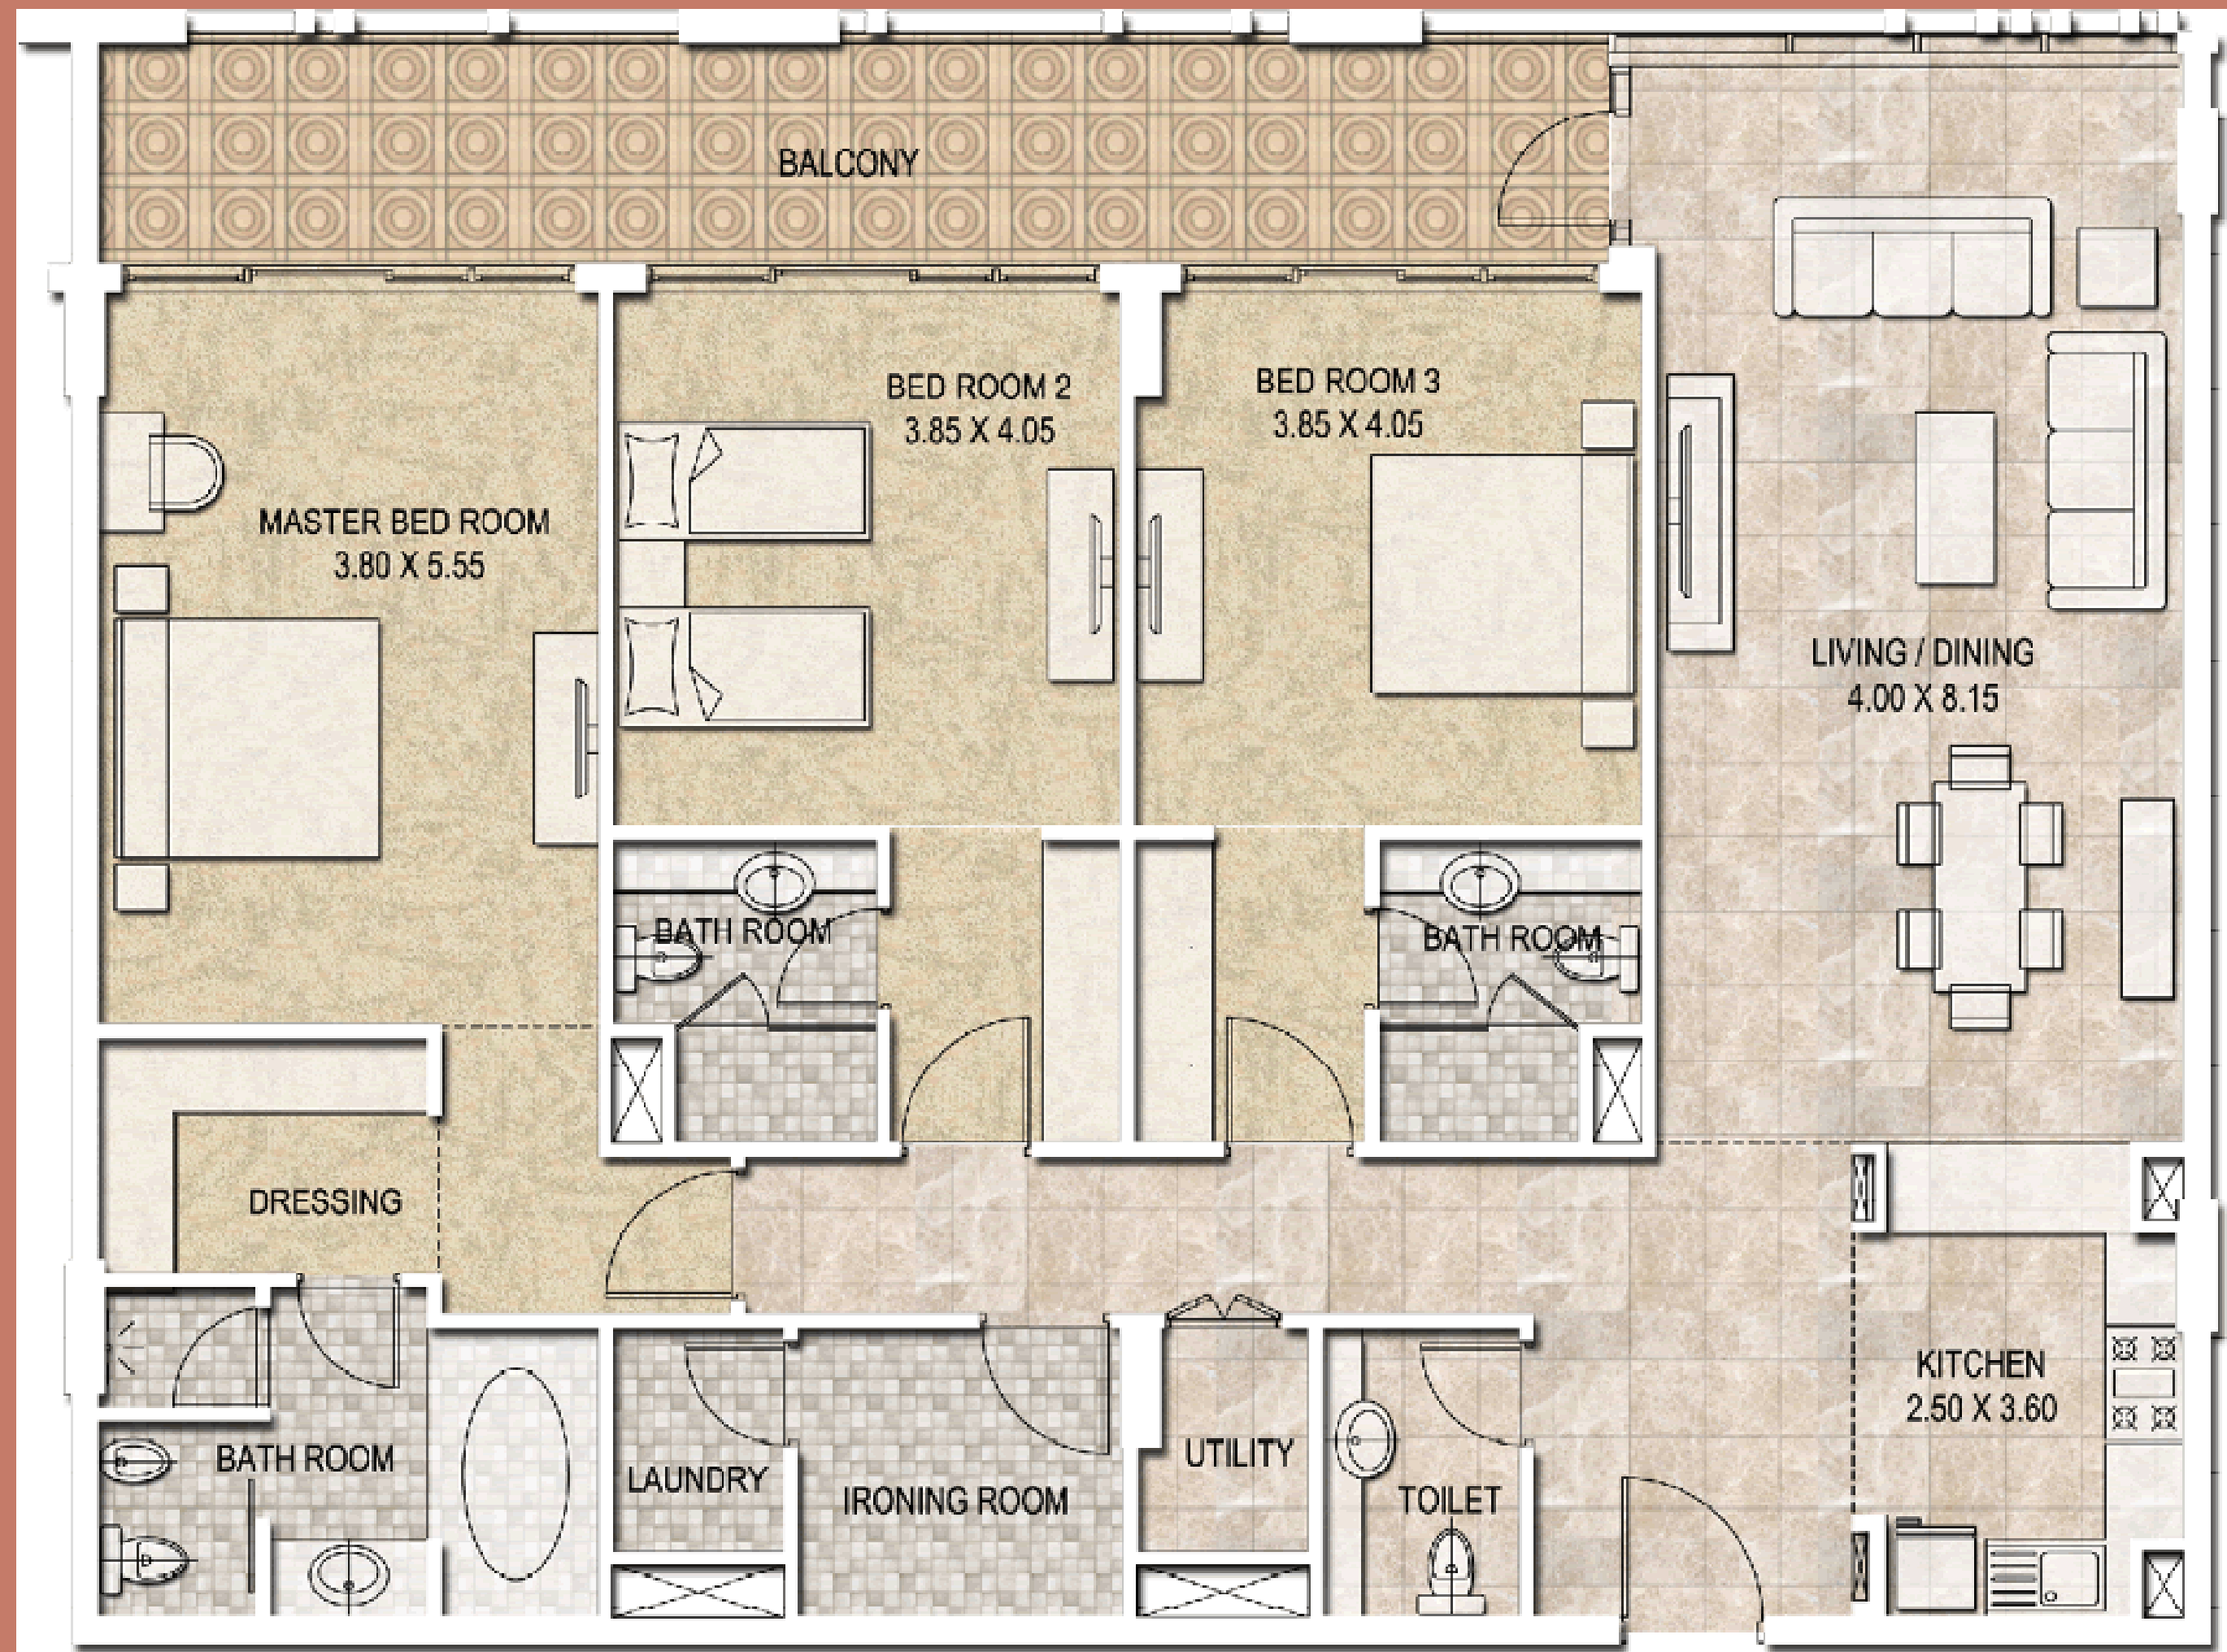 BALCONY
BED ROOM 2
3.85 X 4.05
BED ROOM 3
3.85 X 4.05
MASTER BED ROOM
3.80 X 5.55
LIVING / DINING
4.00 X 8.15
BATH ROOM
BATH ROOM
DRESSING
KITCHEN
2.50 X 3.60
BATH ROOM
LAUNDRY
IRONING ROOM
UTILITY
TOILET